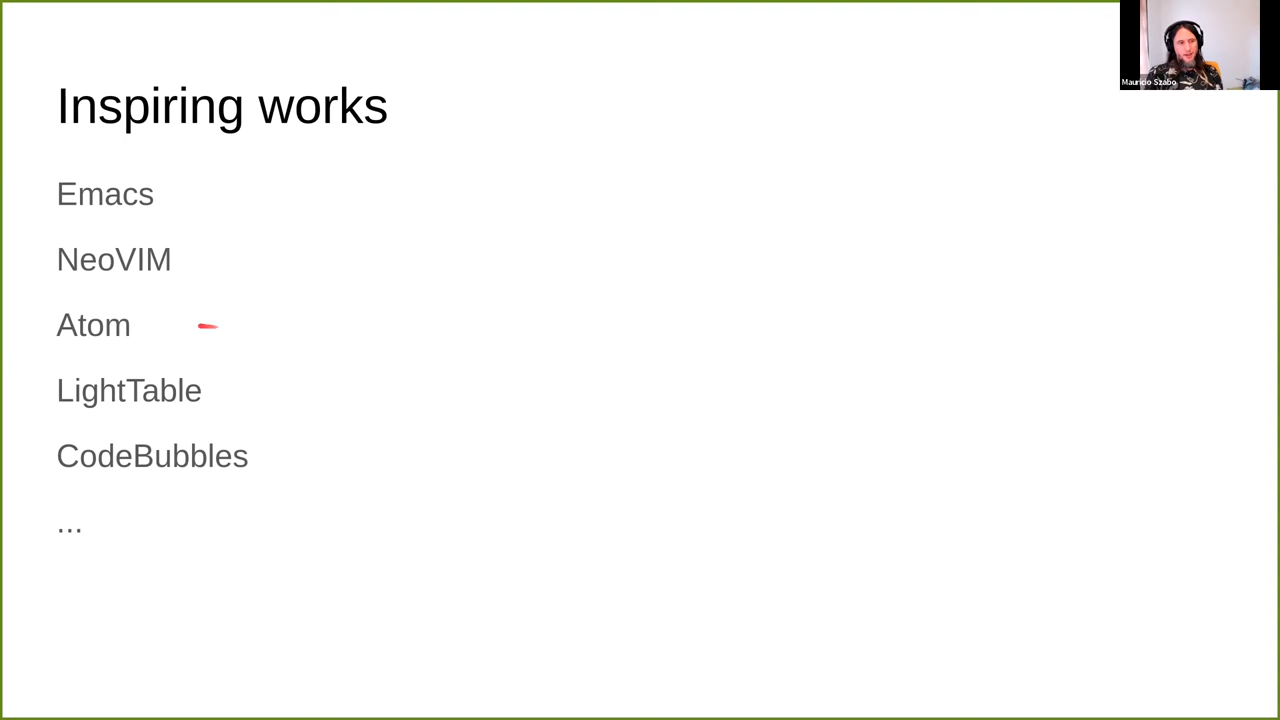 Inspiring works
Emacs
NeoVIM
Atom
LightTable
CodeBubbles
...
Mauricio Szabo